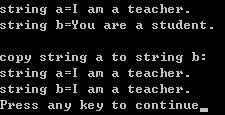 string a=I am a teacher.
string b=You are a student.
copy string a to string b:
string a=I am a teacher.
string b=I am a teacher.
Press any key to continue_